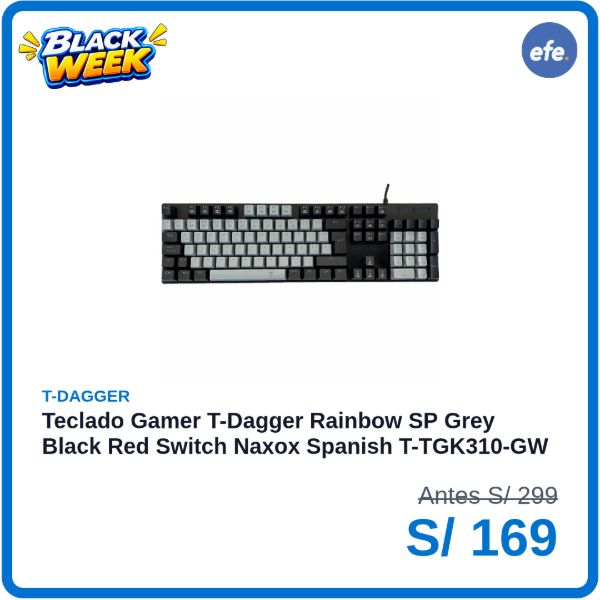 BLACK
WEEK
efe.
T-DAGGER
Teclado Gamer T-Dagger Rainbow SP Grey
Black Red Switch Naxox Spanish T-TGK310-GW
Antes S/ 299
S/ 169